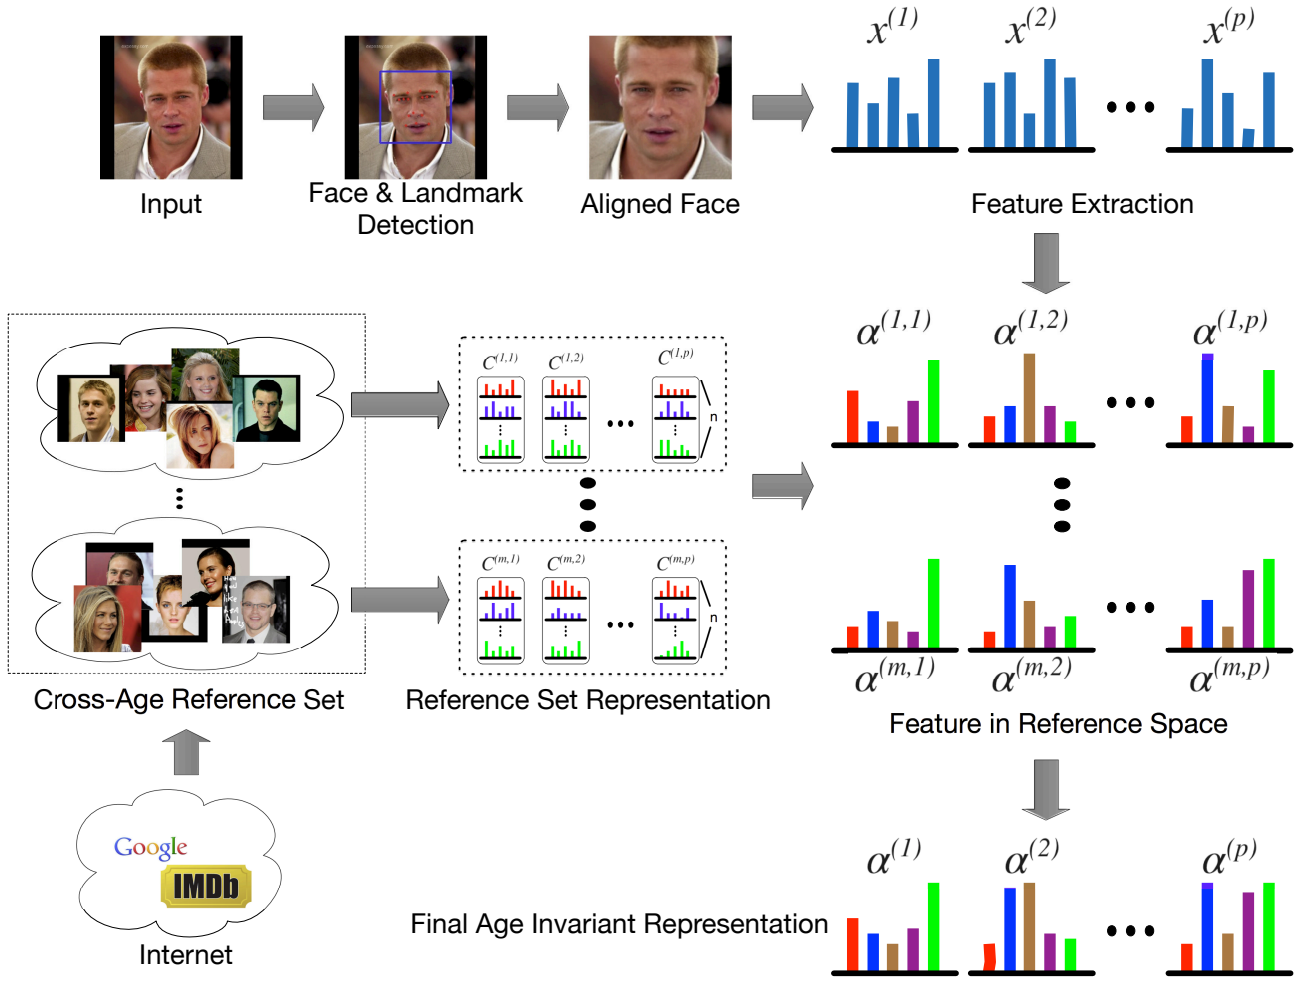 x(1)
x(2)
x(p)
Input
Face & Landmark
Detection
Aligned Face
Feature Extraction
α(1,1)
α(1,2)
α(1,p)
C(1,1)
C(1,2)
C(1,p)
n
C(m,1)
C(m,2)
C(m,p)
n
α(m,1)
α(m,2)
α(m,p)
Cross-Age Reference Set
Reference Set Representation
Feature in Reference Space
Google
IMDb
Internet
α(1)
α(2)
α(p)
Final Age Invariant Representation